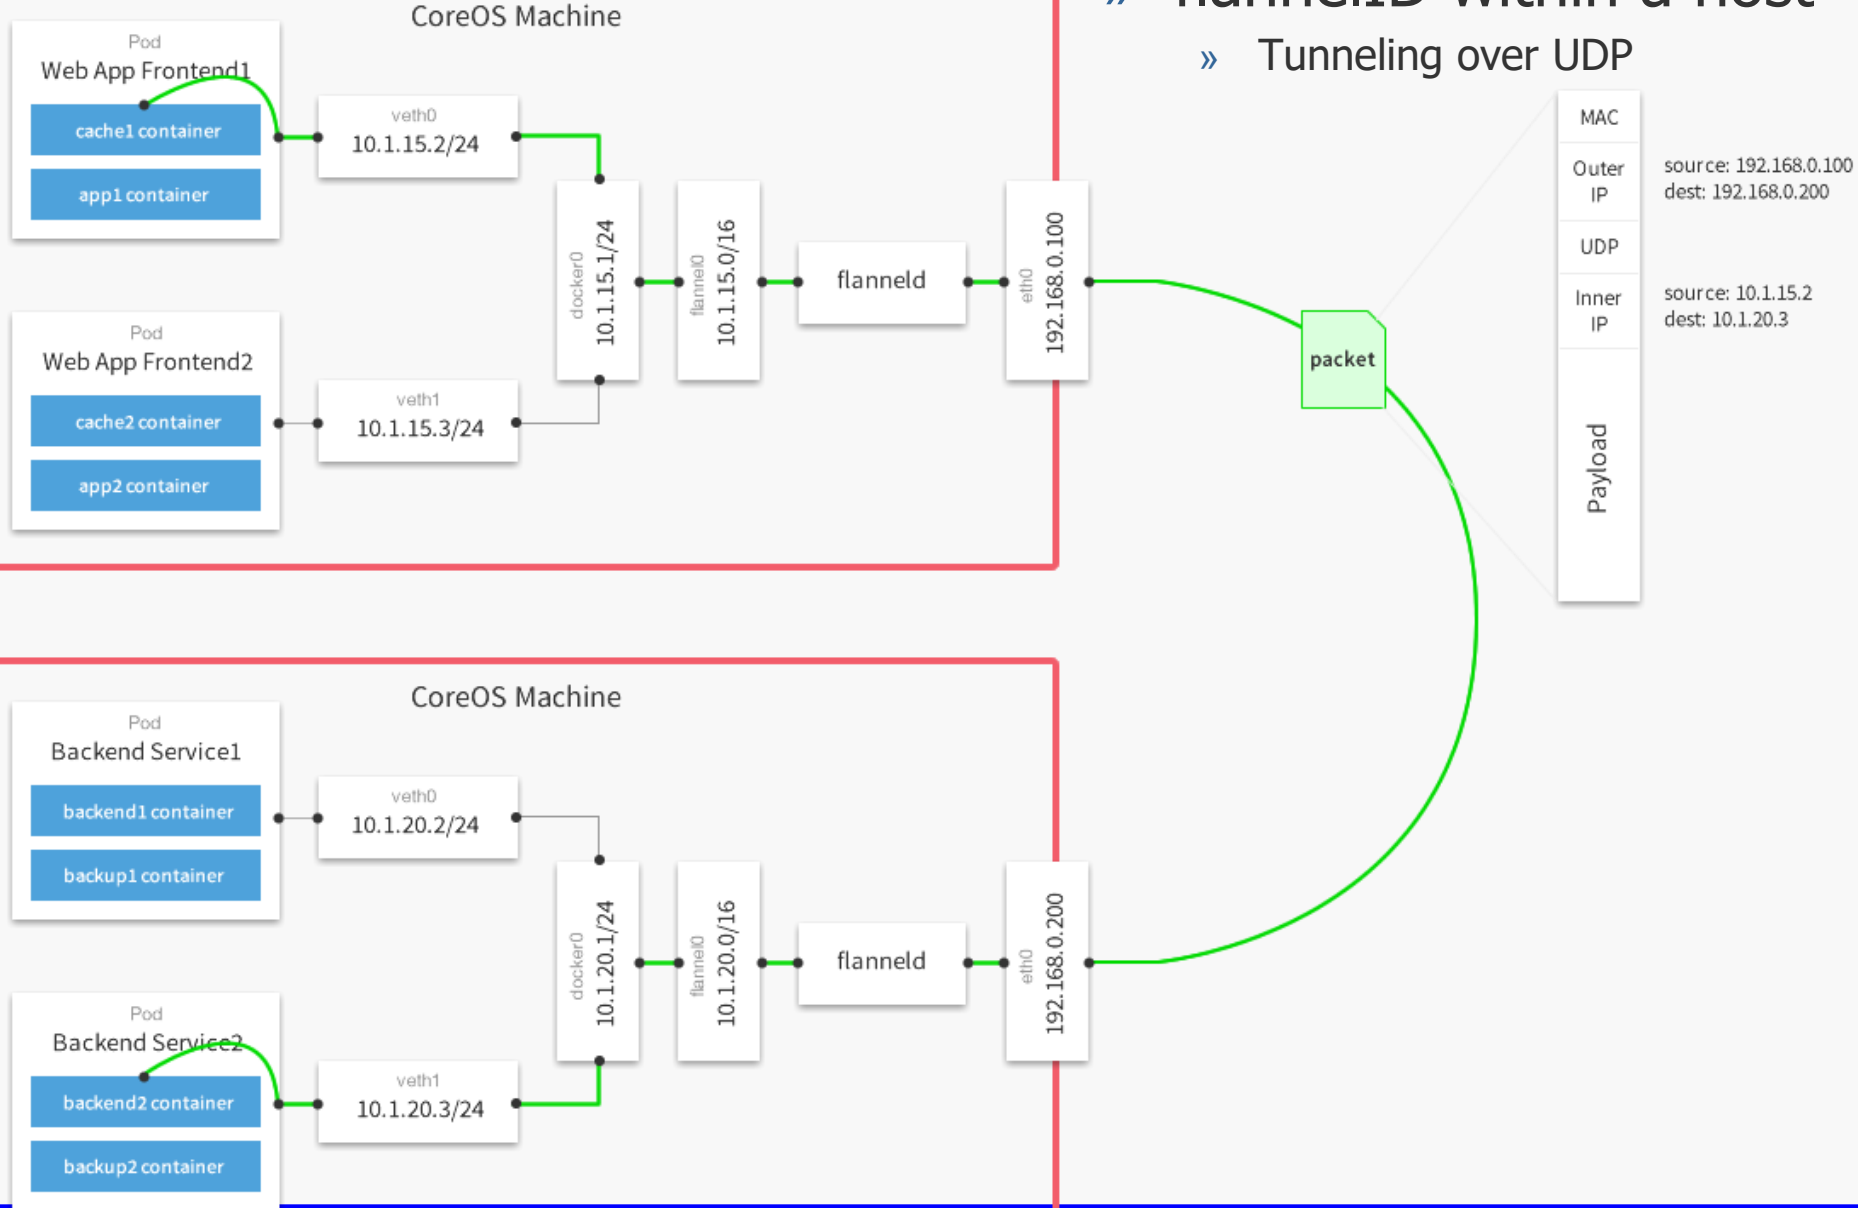 CoreOS Machine
» flannelID within a host
» Tunneling over UDP
Pod
Web App Frontend1
cache1 container
app1 container
veth0
10.1.15.2/24
Pod
Web App Frontend2
cache2 container
app2 container
veth1
10.1.15.3/24
docker0
10.1.15.1/24
flannel0
10.1.15.0/16
flanneld
eth0
192.168.0.100
packet
MAC
Outer
IP
source: 192.168.0.100
dest: 192.168.0.200
UDP
Inner
IP
source: 10.1.15.2
dest: 10.1.20.3
Payload
CoreOS Machine
Pod
Backend Service1
backend1 container
backup1 container
veth0
10.1.20.2/24
Pod
Backend Service2
backend2 container
backup2 container
veth1
10.1.20.3/24
docker0
10.1.20.1/24
flannel0
10.1.20.0/16
flanneld
eth0
192.168.0.200